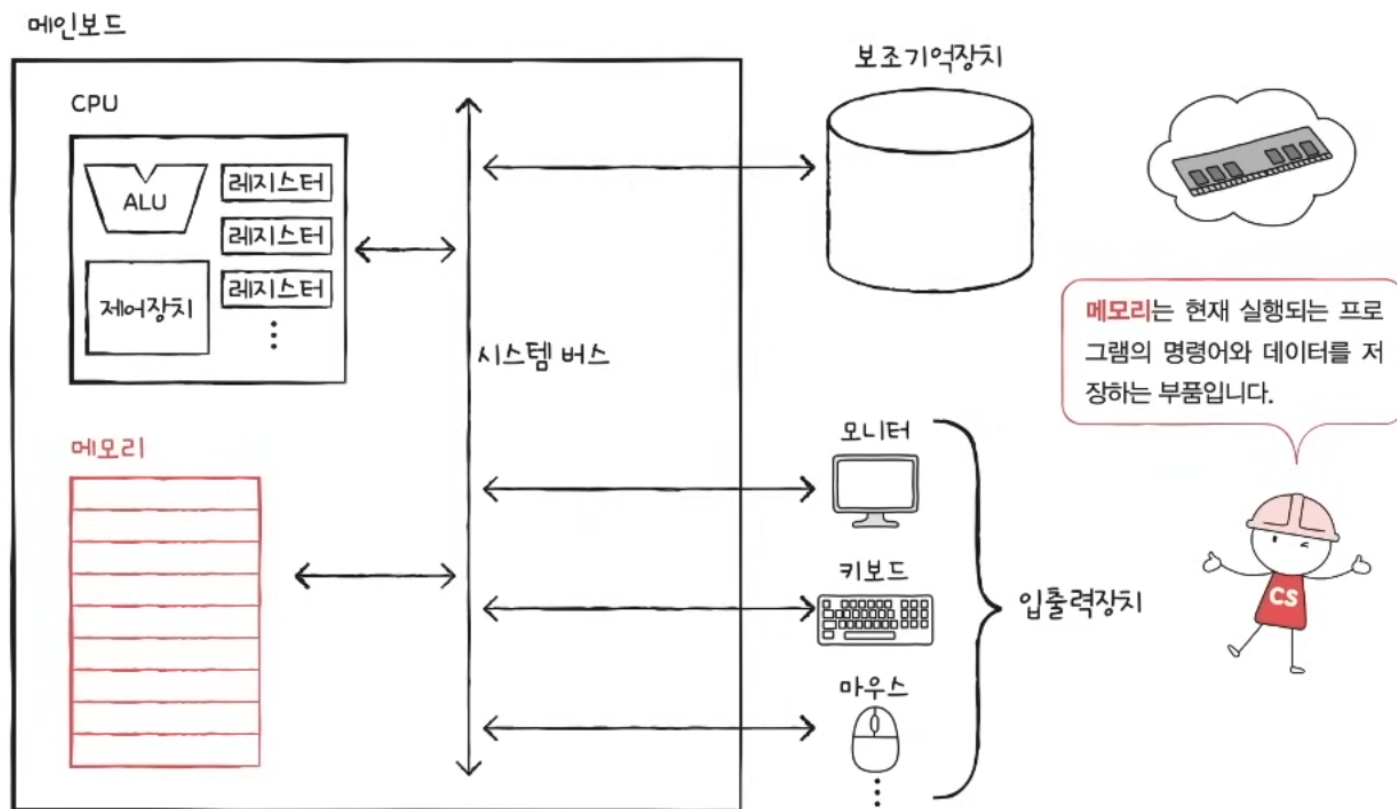 메인보드
보조기억장치
CPU
ALU
레지스터
레지스터
레지스터
제어장치
시스템 버스
메모리는 현재 실행되는 프로
그램의 명령어와 데이터를 저
장하는 부품입니다.
메모리
모니터
키보드
입출력장치
CS
마우스